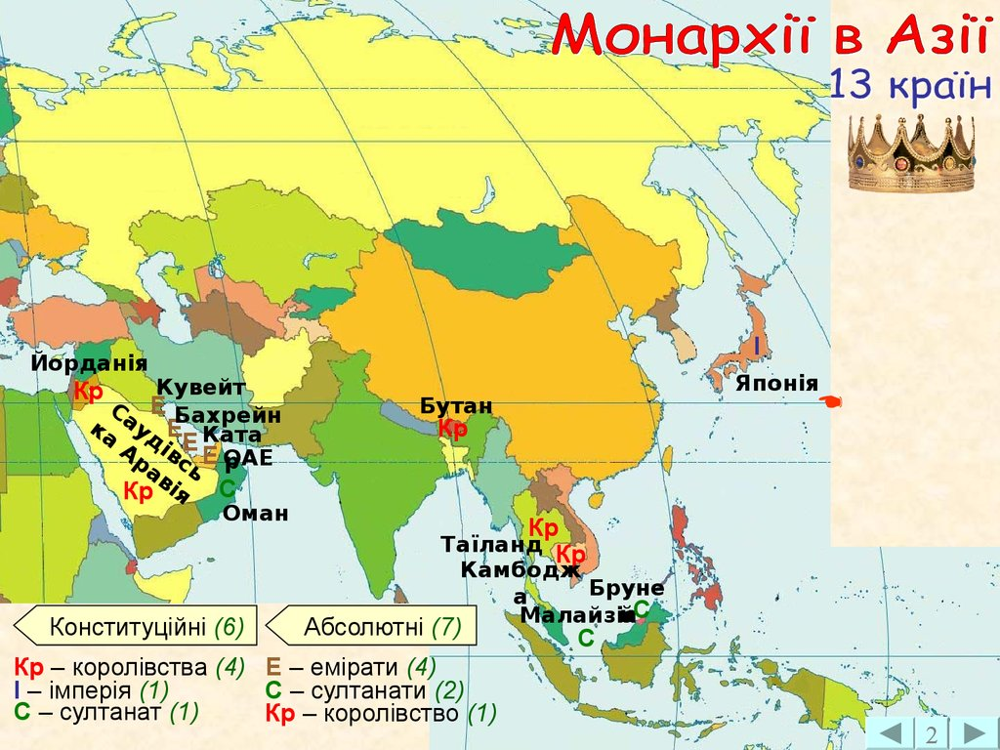 Монархії в Азії
13 країн
Йорданія
Кр
Кувейт
Е
Бахрейн
Е
Ката
р
Е
Е
ОАЕ
Саудівсь
ка Аравія
Кр
С
Оман
Бутан
Кр
І
Японія
Кр
Таїланд
Кр
Камбодж
а
Бруне
й
С
Малайзія
С
Конституційні (6)
Абсолютні (7)
Кр – королівства (4)
І – імперія (1)
С – султанат (1)
Е – емірати (4)
С – султанати (2)
Кр – королівство (1)
2